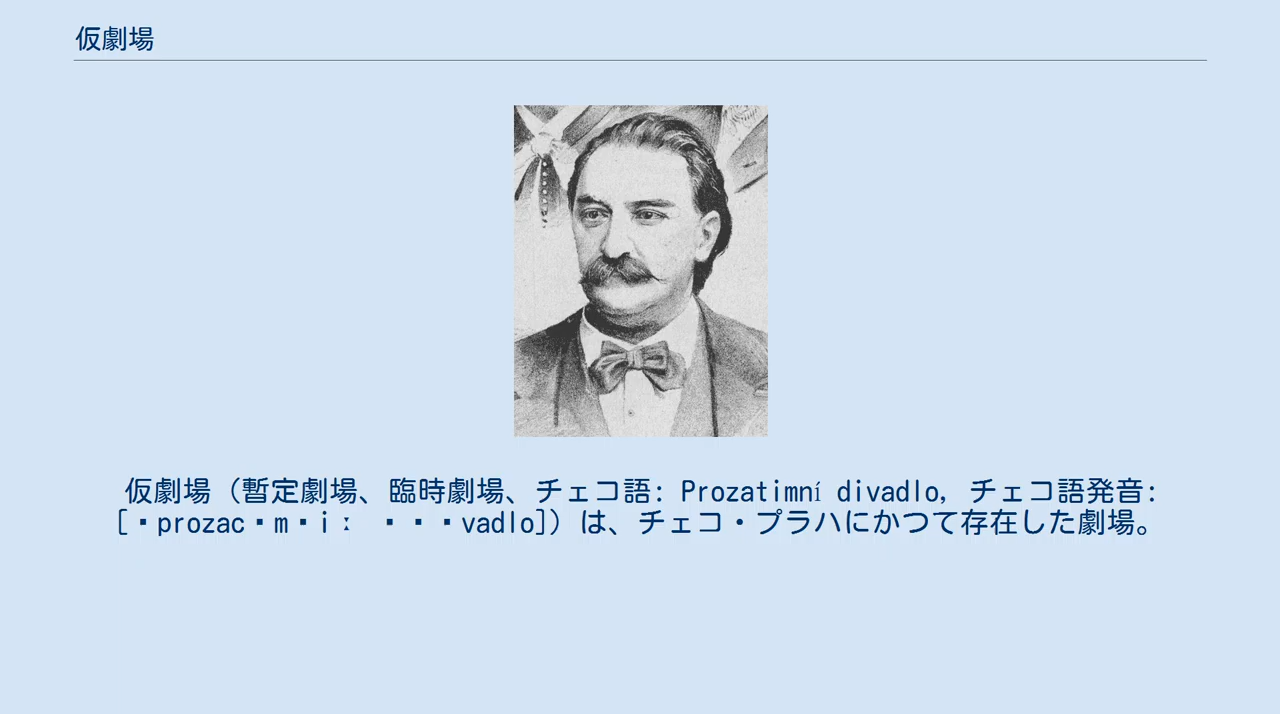 仮劇場
仮劇場（暫定劇場、臨時劇場、チェコ語: Prozatimní divadlo, チェコ語発音:
[・prozac・m・iː ・・・vadlo]）は、チェコ・プラハにかつて存在した劇場。